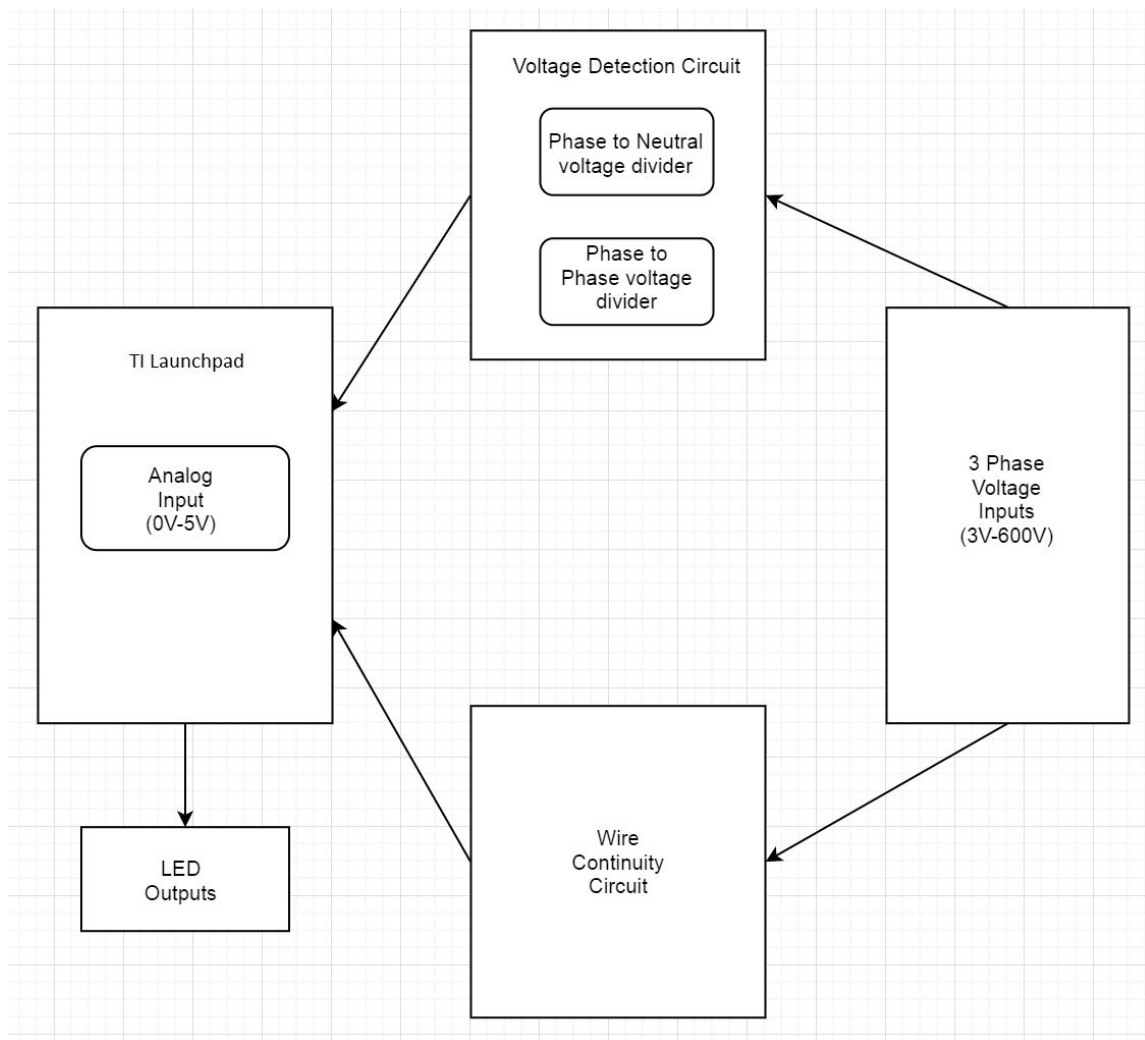 Voltage Detection Circuit
Phase to Neutral
voltage divider
Phase to
Phase voltage
divider
TI Launchpad
Analog
Input
(0V-5V)
3 Phase
Voltage
Inputs
(3V-600V)
Wire
Continuity
Circuit
LED
Outputs